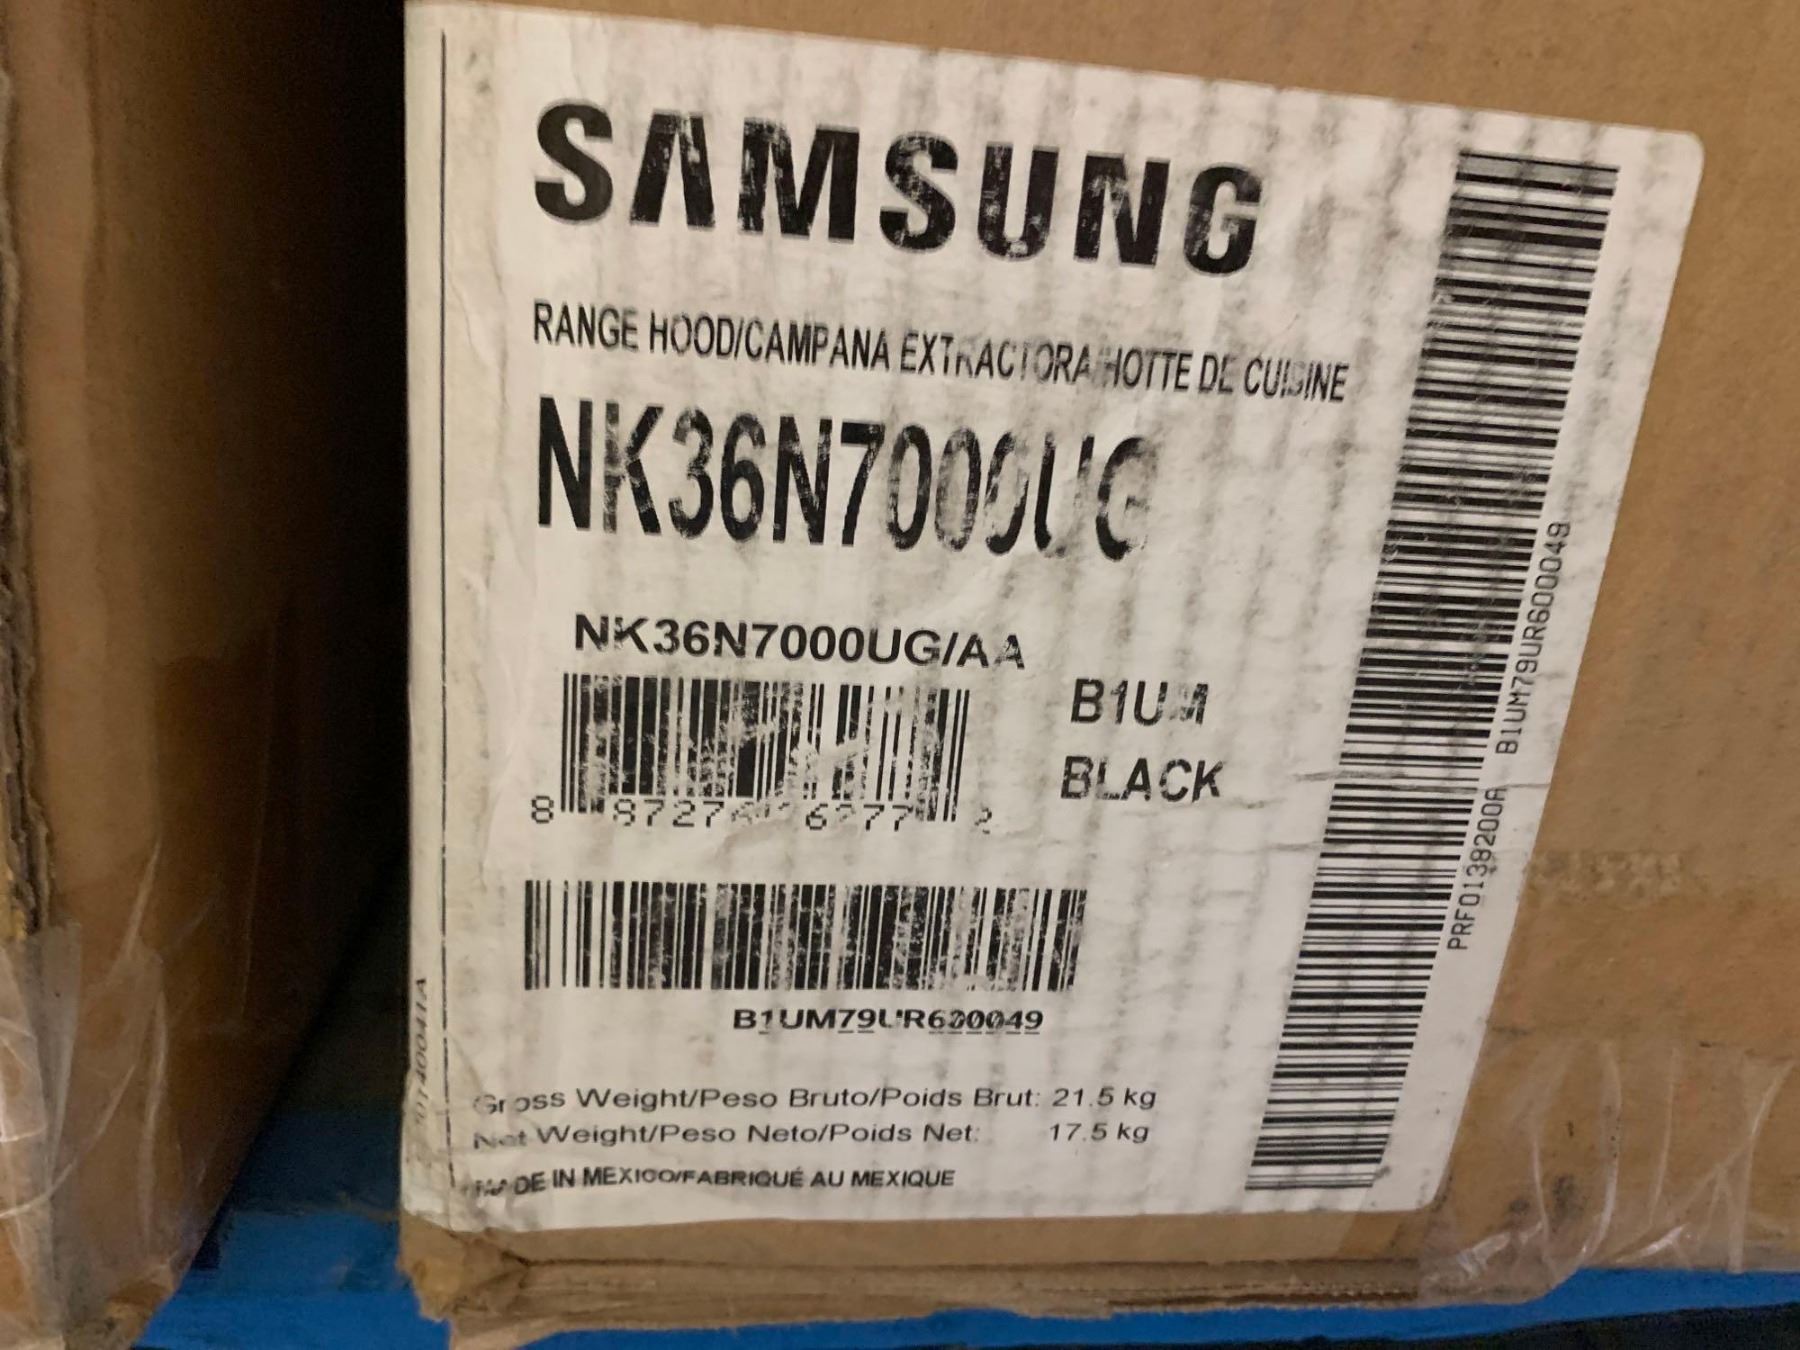 SAMSUNG
RANGE HOOD/CAMPANA EXTRACTORA/HOTTE DE CUISINE
NK36N7000UG
NK36N7000UG/AA
B1UM
BLACK
B1UM79UR600049
Gross Weight/Peso Bruto/Poids Brut: 21.5 kg
Net Weight/Peso Neto/Poids Net: 17.5 kg
MADE IN MEXICO/FABRIQUÉ AU MEXIQUE
PRF0138200A B1UM79UR600049